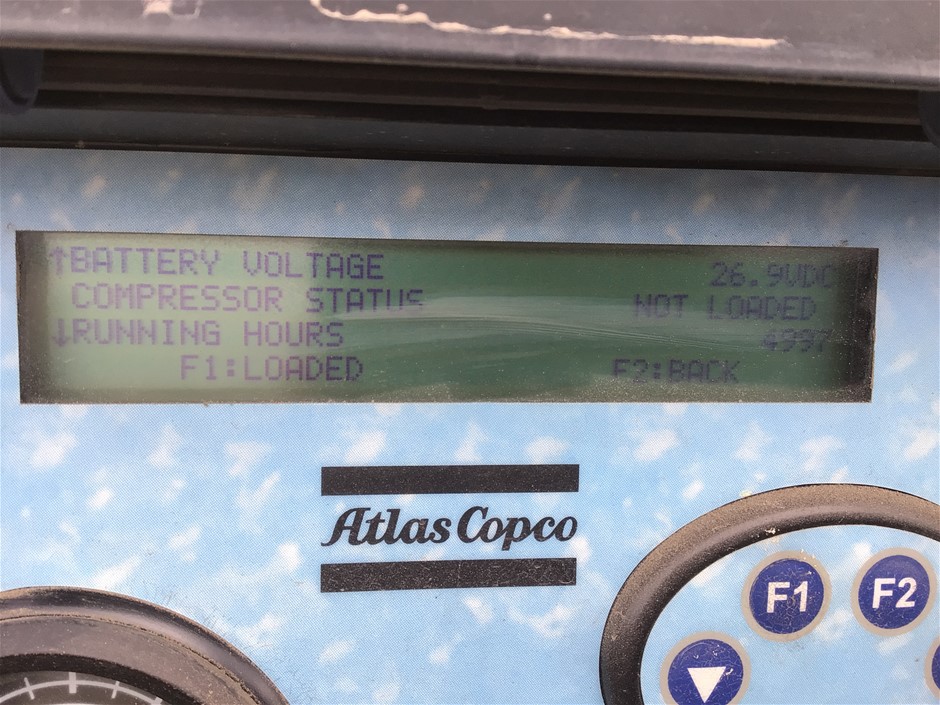 ↑BATTERY VOLTAGE 26.9VDC
COMPRESSOR STATUS NOT LOADED
↓RUNNING HOURS 4997
F1:LOADED F2:BACK
Atlas Copco
F1 F2